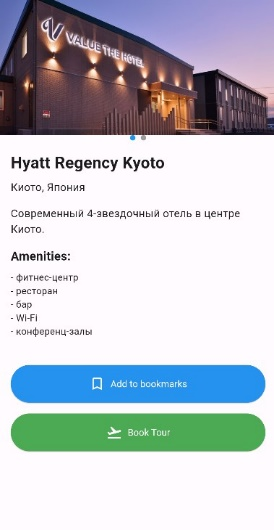 VALUE THE HOTEL
Hyatt Regency Kyoto
Киото, Япония
Современный 4-звездочный отель в центре
Киото.
Amenities:
- фитнес-центр
- ресторан
- бар
- Wi-Fi
- конференц-залы
Add to bookmarks
Book Tour